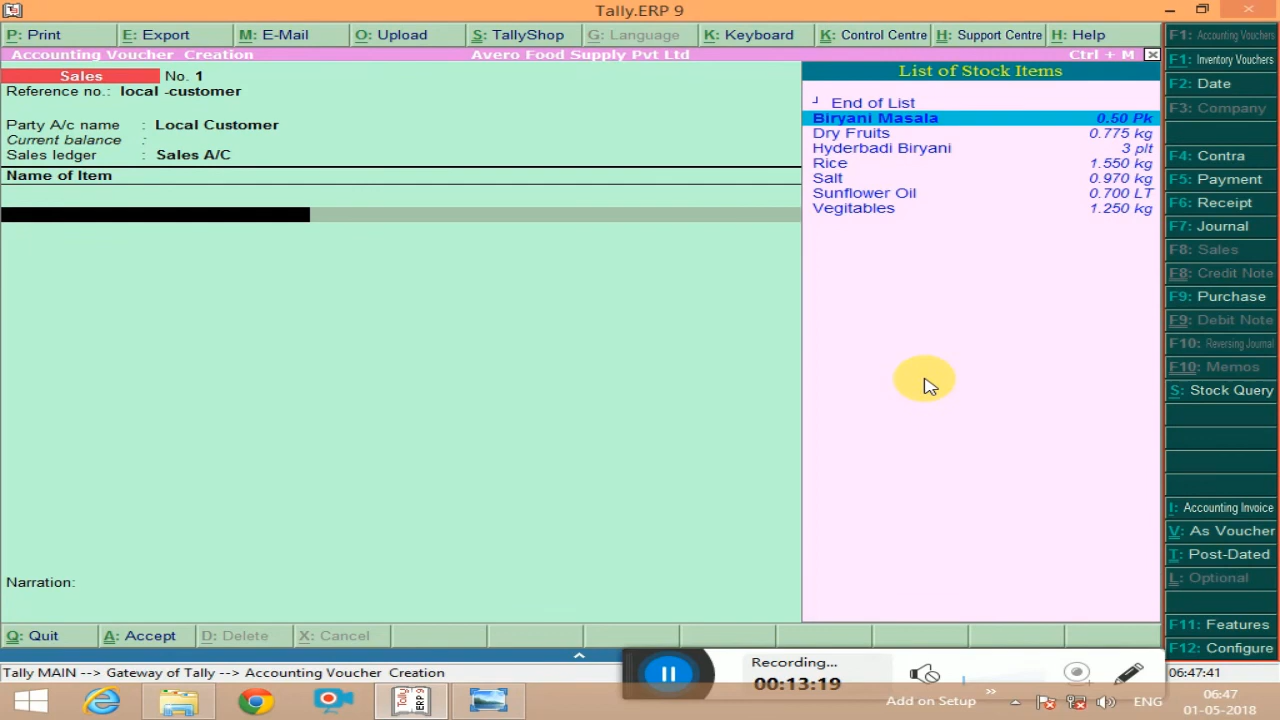 Tally.ERP 9
P: Print E: Export M: E-Mail O: Upload S: TallyShop G: Language K: Keyboard K: Control Centre H: Support Centre H: Help
Accounting Voucher Creation Avero Food Supply Pvt Ltd Ctrl + M
Sales No. 1
Reference no.: local -customer
Party A/c name : Local Customer
Current balance :
Sales ledger : Sales A/C
Name of Item
Narration:
List of Stock Items
End of List
Biryani Masala 0.50 Pk
Dry Fruits 0.775 kg
Hyderbadi Biryani 3 plt
Rice 1.550 kg
Salt 0.970 kg
Sunflower Oil 0.700 LT
Vegitables 1.250 kg
F1: Accounting Vouchers
F1: Inventory Vouchers
F2: Date
F3: Company
F4: Contra
F5: Payment
F6: Receipt
F7: Journal
F8: Sales
F8: Credit Note
F9: Purchase
F9: Debit Note
F10: Reversing Journal
F10: Memos
S: Stock Query
I: Accounting Invoice
V: As Voucher
T: Post-Dated
L: Optional
F11: Features
F12: Configure
Q: Quit A: Accept D: Delete X: Cancel
Tally MAIN --> Gateway of Tally --> Accounting Voucher Creation
06:47:41
Recording...
00:13:19
Add on Setup
ENG
06:47
01-05-2018
Tally
ERP 9